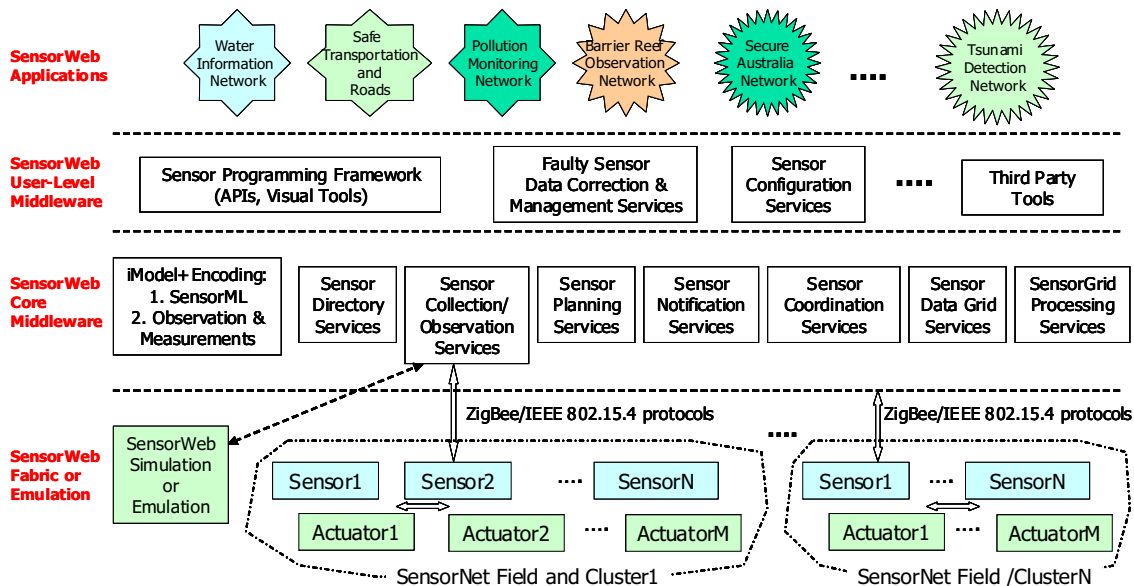 SensorWeb
Applications
Water
Information
Network
Safe
Transportation
and
Roads
Pollution
Monitoring
Network
Barrier Reef
Observation
Network
Secure
Australia
Network
....
Tsunami
Detection
Network
SensorWeb
User-Level
Middleware
Sensor Programming Framework
(APIs, Visual Tools)
Faulty Sensor
Data Correction &
Management Services
Sensor
Configuration
Services
....
Third Party
Tools
SensorWeb
Core
Middleware
iModel+Encoding:
1. SensorML
2. Observation &
Measurements
Sensor
Directory
Services
Sensor
Collection/
Observation
Services
Sensor
Planning
Services
Sensor
Notification
Services
Sensor
Coordination
Services
Sensor
Data Grid
Services
SensorGrid
Processing
Services
SensorWeb
Fabric or
Emulation
SensorWeb
Simulation
or
Emulation
ZigBee/IEEE 802.15.4 protocols
....
ZigBee/IEEE 802.15.4 protocols
Sensor1
Sensor2
....
SensorN
Actuator1
Actuator2
....
ActuatorM
SensorNet Field and Cluster1
Sensor1
...
SensorN
Actuator1
....
ActuatorM
SensorNet Field /ClusterN